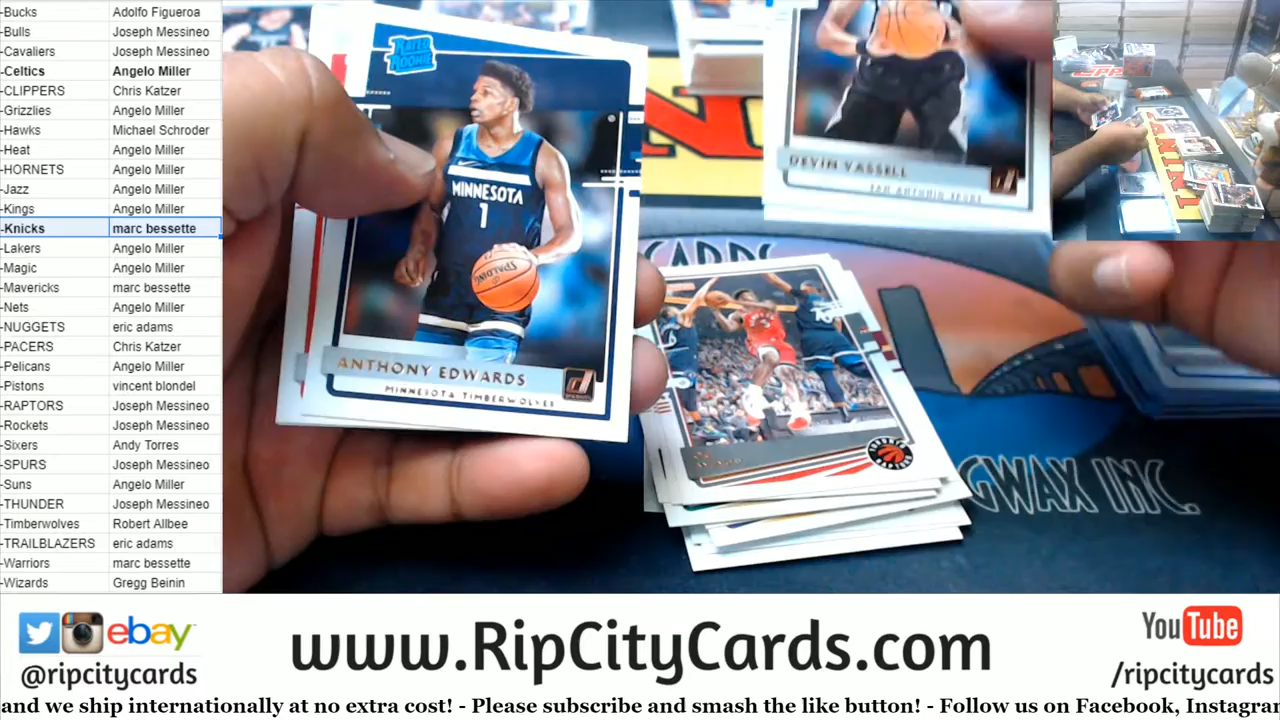 -Bucks Adolfo Figueroa
-Bulls Joseph Messineo
-Cavaliers Joseph Messineo
-Celtics Angelo Miller
-CLIPPERS Chris Katzer
-Grizzlies Angelo Miller
-Hawks Michael Schroder
-Heat Angelo Miller
-HORNETS Angelo Miller
-Jazz Angelo Miller
-Kings Angelo Miller
-Knicks marc bessette
-Lakers Angelo Miller
-Magic Angelo Miller
-Mavericks marc bessette
-Nets Angelo Miller
-NUGGETS eric adams
-PACERS Chris Katzer
-Pelicans Angelo Miller
-Pistons vincent blondel
-RAPTORS Joseph Messineo
-Rockets Joseph Messineo
-Sixers Andy Torres
-SPURS Joseph Messineo
-Suns Angelo Miller
-THUNDER Joseph Messineo
-Timberwolves Robert Allbee
-TRAILBLAZERS eric adams
-Warriors marc bessette
-Wizards Gregg Beinin
RATED ROOKIE
MINNESOTA
1
SPALDING
ANTHONY EDWARDS
MINNESOTA TIMBERWOLVES
DEVIN VASSELL
SAN ANTONIO SPURS
CARDS
GWAX INC.
ebay
@ripcitycards
www.RipCityCards.com
YouTube
/ripcitycards
and we ship internationally at no extra cost! - Please subscribe and smash the like button! - Follow us on Facebook, Instagra